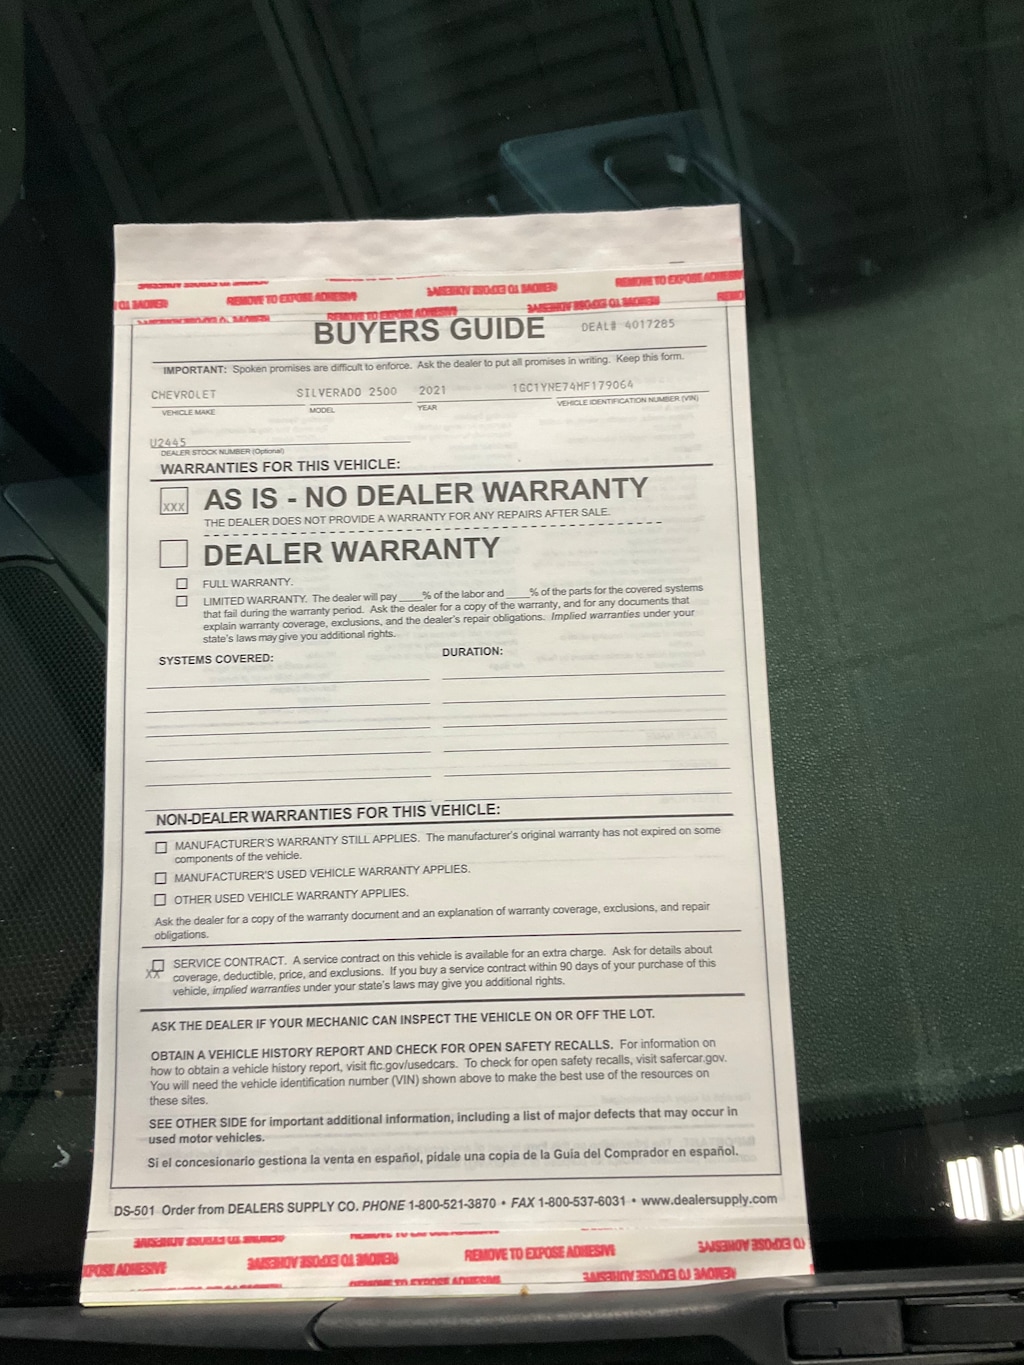 REMOVE TO EXPOSE ADHESIVE
BUYERS GUIDE DEAL# 4017285
IMPORTANT: Spoken promises are difficult to enforce. Ask the dealer to put all promises in writing. Keep this form.
CHEVROLET SILVERADO 2500 2021 1GC1YNE74MF179064
VEHICLE MAKE MODEL YEAR VEHICLE IDENTIFICATION NUMBER (VIN)
U2445
DEALER STOCK NUMBER (Optional)
WARRANTIES FOR THIS VEHICLE:
XXX AS IS - NO DEALER WARRANTY
THE DEALER DOES NOT PROVIDE A WARRANTY FOR ANY REPAIRS AFTER SALE.
DEALER WARRANTY
FULL WARRANTY.
LIMITED WARRANTY. The dealer will pay ____% of the labor and ____% of the parts for the covered systems
that fail during the warranty period. Ask the dealer for a copy of the warranty, and for any documents that
explain warranty coverage, exclusions, and the dealer's repair obligations. Implied warranties under your
state's laws may give you additional rights.
SYSTEMS COVERED: DURATION:
NON-DEALER WARRANTIES FOR THIS VEHICLE:
MANUFACTURER'S WARRANTY STILL APPLIES. The manufacturer's original warranty has not expired on some
components of the vehicle.
MANUFACTURER'S USED VEHICLE WARRANTY APPLIES.
OTHER USED VEHICLE WARRANTY APPLIES.
Ask the dealer for a copy of the warranty document and an explanation of warranty coverage, exclusions, and repair
obligations.
XX SERVICE CONTRACT. A service contract on this vehicle is available for an extra charge. Ask for details about
coverage, deductible, price, and exclusions. If you buy a service contract within 90 days of your purchase of this
vehicle, implied warranties under your state's laws may give you additional rights.
ASK THE DEALER IF YOUR MECHANIC CAN INSPECT THE VEHICLE ON OR OFF THE LOT.
OBTAIN A VEHICLE HISTORY REPORT AND CHECK FOR OPEN SAFETY RECALLS. For information on
how to obtain a vehicle history report, visit ftc.gov/usedcars. To check for open safety recalls, visit safercar.gov.
You will need the vehicle identification number (VIN) shown above to make the best use of the resources on
these sites.
SEE OTHER SIDE for important additional information, including a list of major defects that may occur in
used motor vehicles.
Si el concesionario gestiona la venta en español, pídale una copia de la Guía del Comprador en español.
DS-501 Order from DEALERS SUPPLY CO. PHONE 1-800-521-3870 • FAX 1-800-537-6031 • www.dealersupply.com
REMOVE TO EXPOSE ADHESIVE